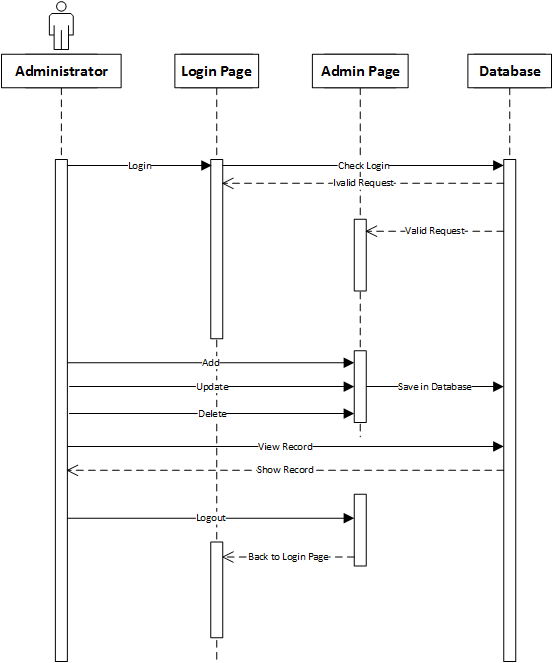 Administrator
Login Page
Admin Page
Database
Login
Check Login
Ivalid Request
Valid Request
Add
Update
Save in Database
Delete
View Record
Show Record
Logout
Back to Login Page